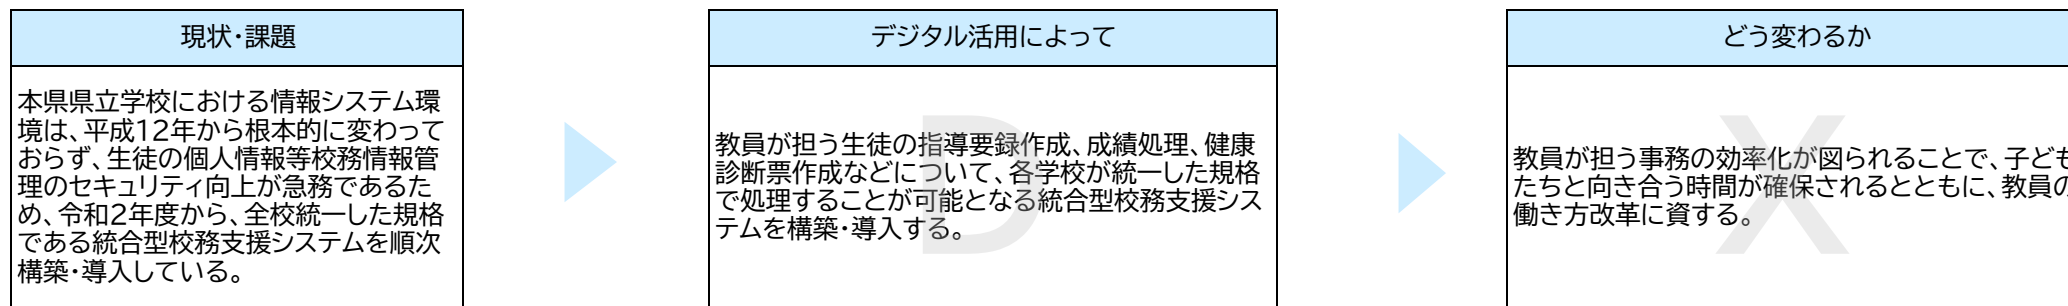 現状・課題
本県県立学校における情報システム環
境は、平成12年から根本的に変わって
おらず、生徒の個人情報等校務情報管
理のセキュリティ向上が急務であるた
め、令和2年度から、全校統一した規格
である統合型校務支援システムを順次
構築・導入している。
デジタル活用によって
教員が担う生徒の指導要録作成、成績処理、健康
診断票作成などについて、各学校が統一した規格
で処理することが可能となる統合型校務支援シス
テムを構築・導入する。
D
どう変わるか
教員が担う事務の効率化が図られることで、子ども
たちと向き合う時間が確保されるとともに、教員の
働き方改革に資する。
X